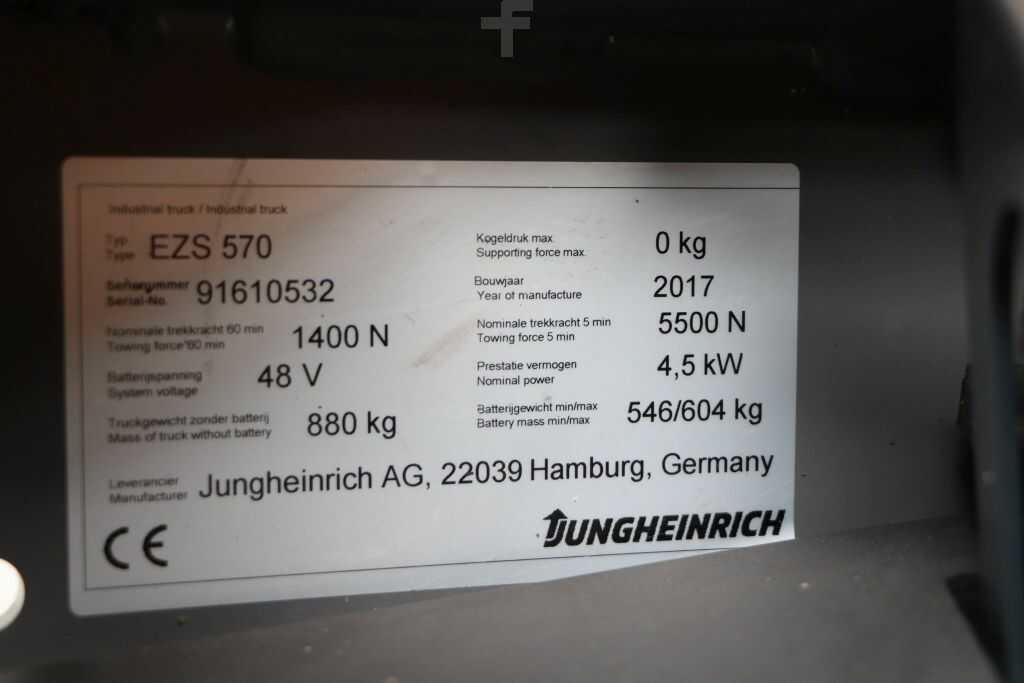 f
Industrial truck / Industrial truck
Typ
Type
EZS 570
Serienummer
Serial-No.
91610532
Nominale trekkracht 60 min
Towing force 60 min
1400 N
Batterijspanning
System voltage
48 V
Truckgewicht zonder batterij
Mass of truck without battery
880 kg
Kogeldruk max.
Supporting force max.
0 kg
Bouwjaar
Year of manufacture
2017
Nominale trekkracht 5 min
Towing force 5 min
5500 N
Prestatie vermogen
Nominal power
4,5 kW
Batterijgewicht min/max
Battery mass min/max
546/604 kg
Leverancier
Manufacturer
Jungheinrich AG, 22039 Hamburg, Germany
CE
JUNGHEINRICH